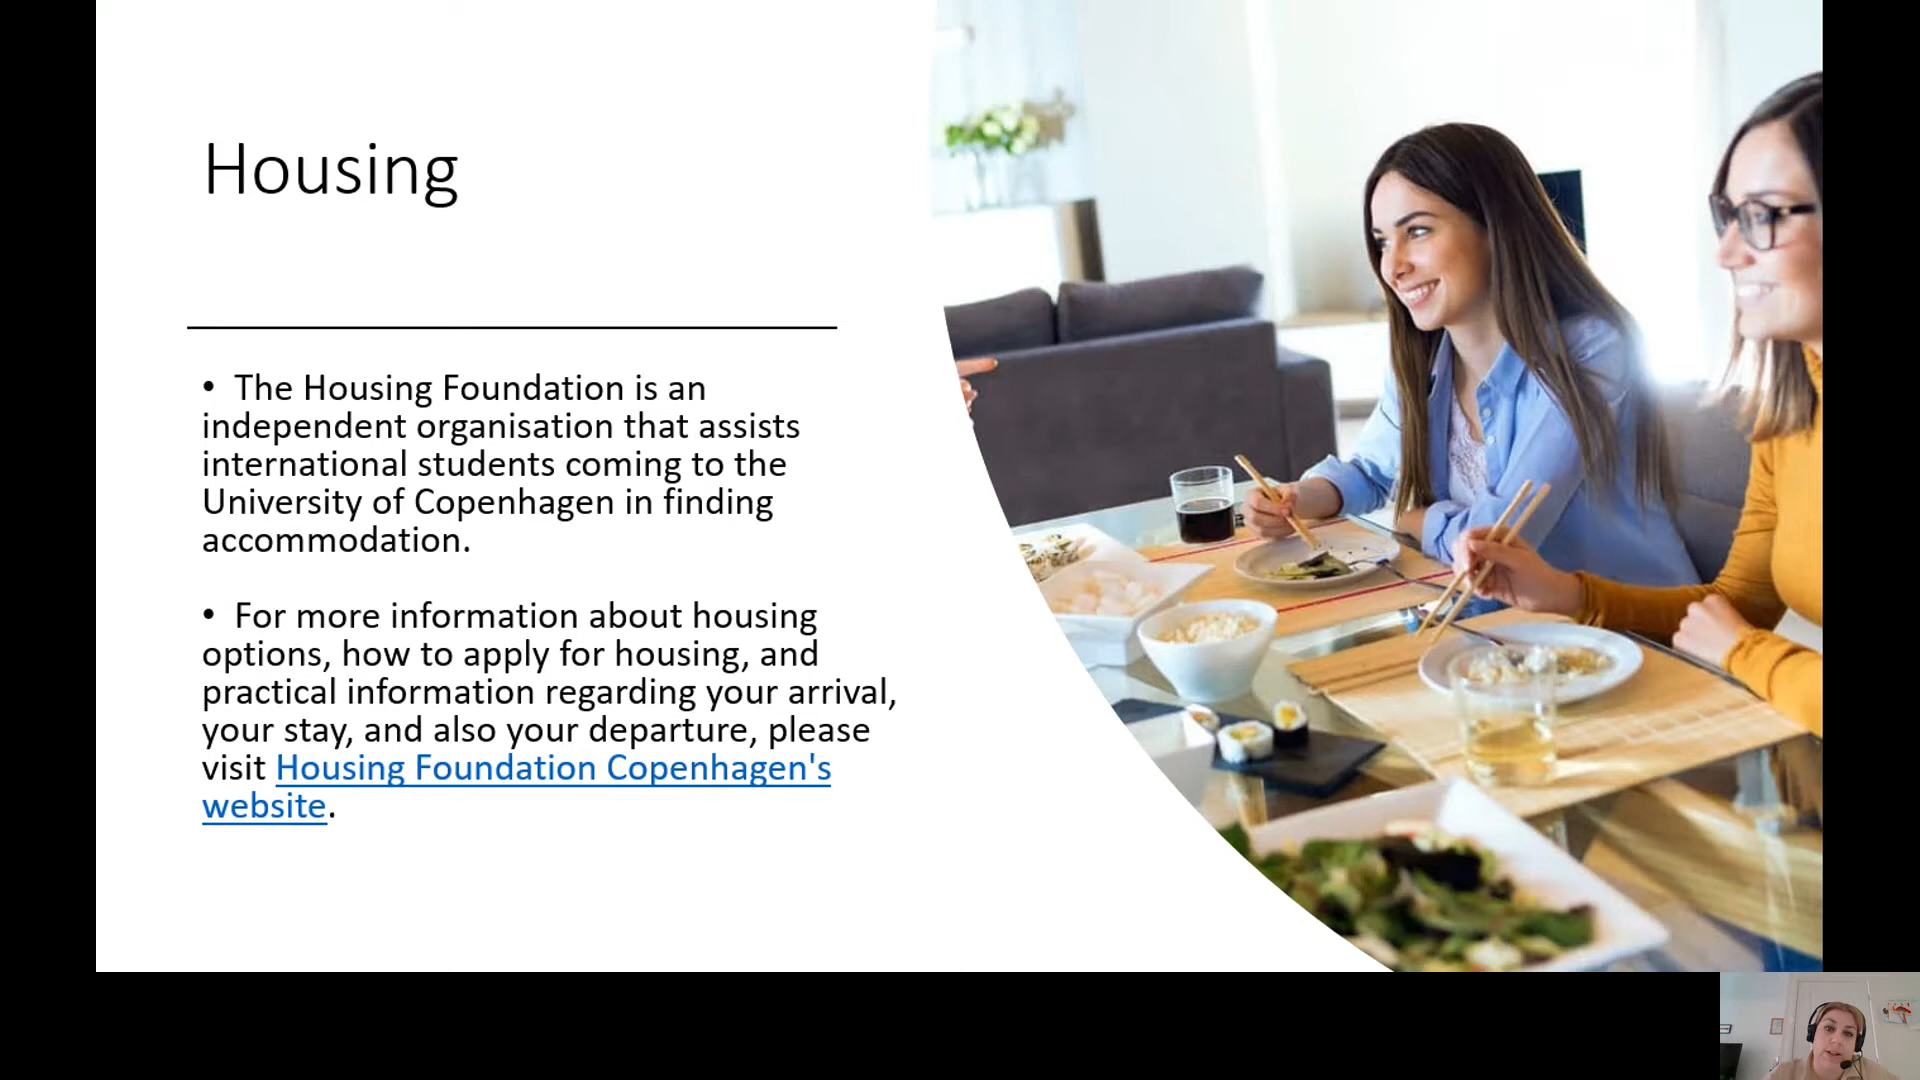 Housing
• The Housing Foundation is an
independent organisation that assists
international students coming to the
University of Copenhagen in finding
accommodation.
• For more information about housing
options, how to apply for housing, and
practical information regarding your arrival,
your stay, and also your departure, please
visit Housing Foundation Copenhagen's
website.